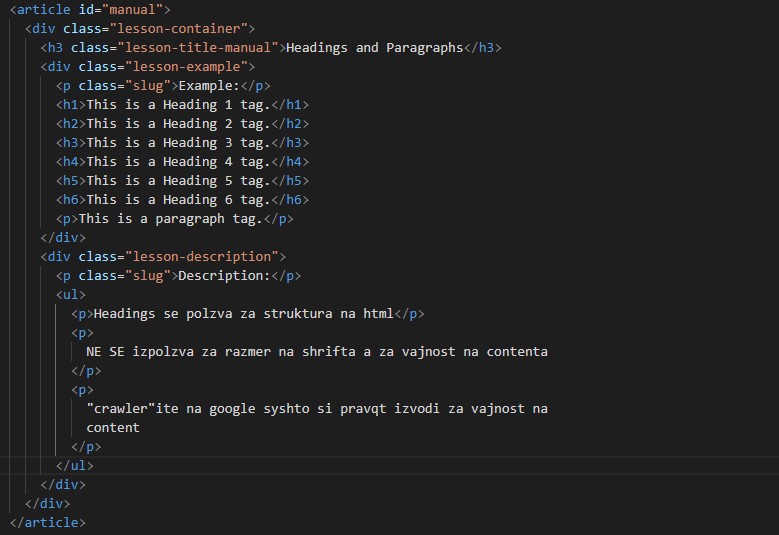 <article id="manual">
<div class="lesson-container">
<h3 class="lesson-title-manual">Headings and Paragraphs</h3>
<div class="lesson-example">
<p class="slug">Example:</p>
<h1>This is a Heading 1 tag.</h1>
<h2>This is a Heading 2 tag.</h2>
<h3>This is a Heading 3 tag.</h3>
<h4>This is a Heading 4 tag.</h4>
<h5>This is a Heading 5 tag.</h5>
<h6>This is a Heading 6 tag.</h6>
<p>This is a paragraph tag.</p>
</div>
<div class="lesson-description">
<p class="slug">Description:</p>
<ul>
<p>Headings se polzva za struktura na html</p>
<p>
NE SE izpolzva za razmer na shrifta a za vajnost na contenta
</p>
<p>
"crawler"ite na google syshto si pravqt izvodi za vajnost na
content
</p>
</ul>
</div>
</div>
</article>